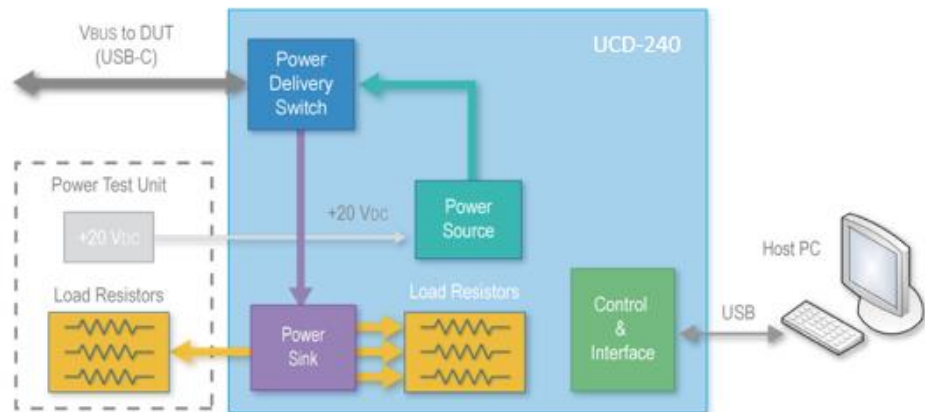 VBUS to DUT
(USB-C)
UCD-240
Power
Delivery
Switch
Power Test Unit
+20 VDC
+20 VDC
Power
Source
Host PC
Load Resistors
Load Resistors
Power
Sink
Control
&
Interface
USB